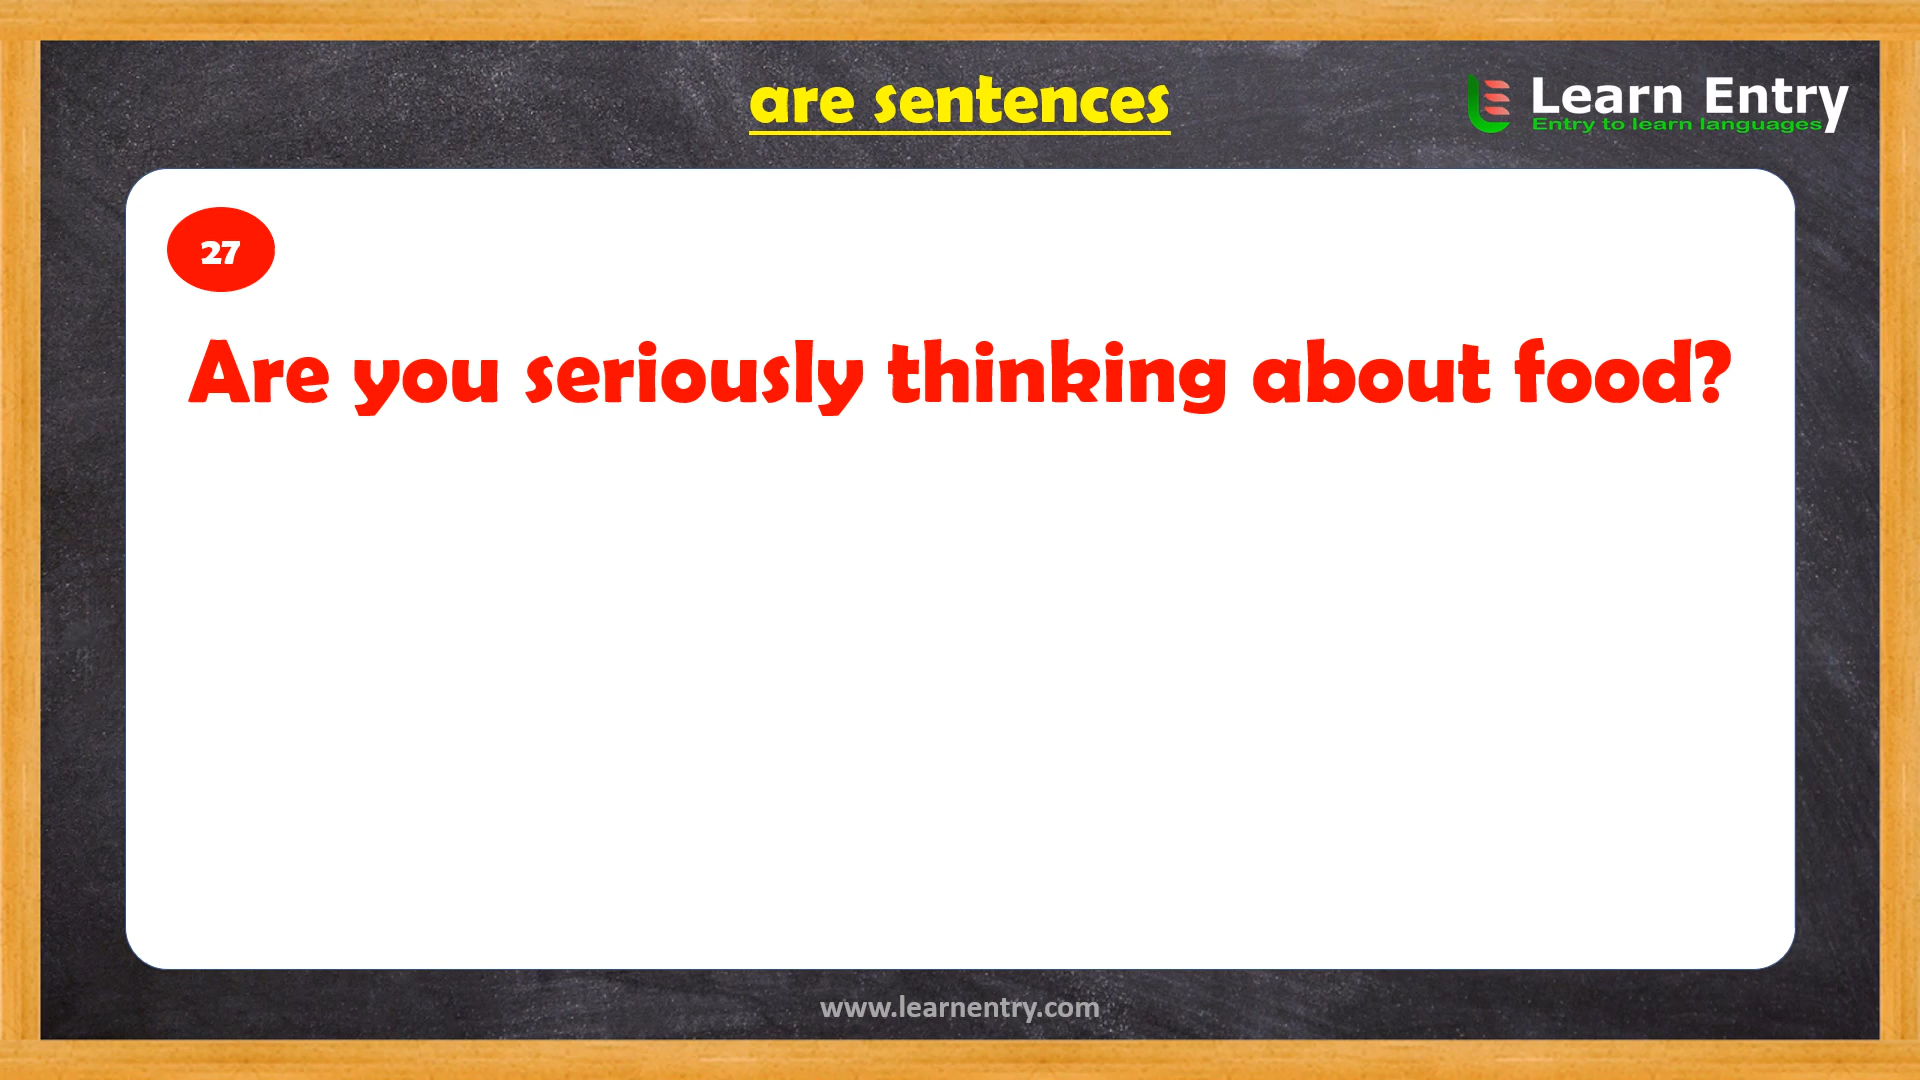 are sentences
Learn Entry
Entry to learn languages
27
Are you seriously thinking about food?
www.learnentry.com